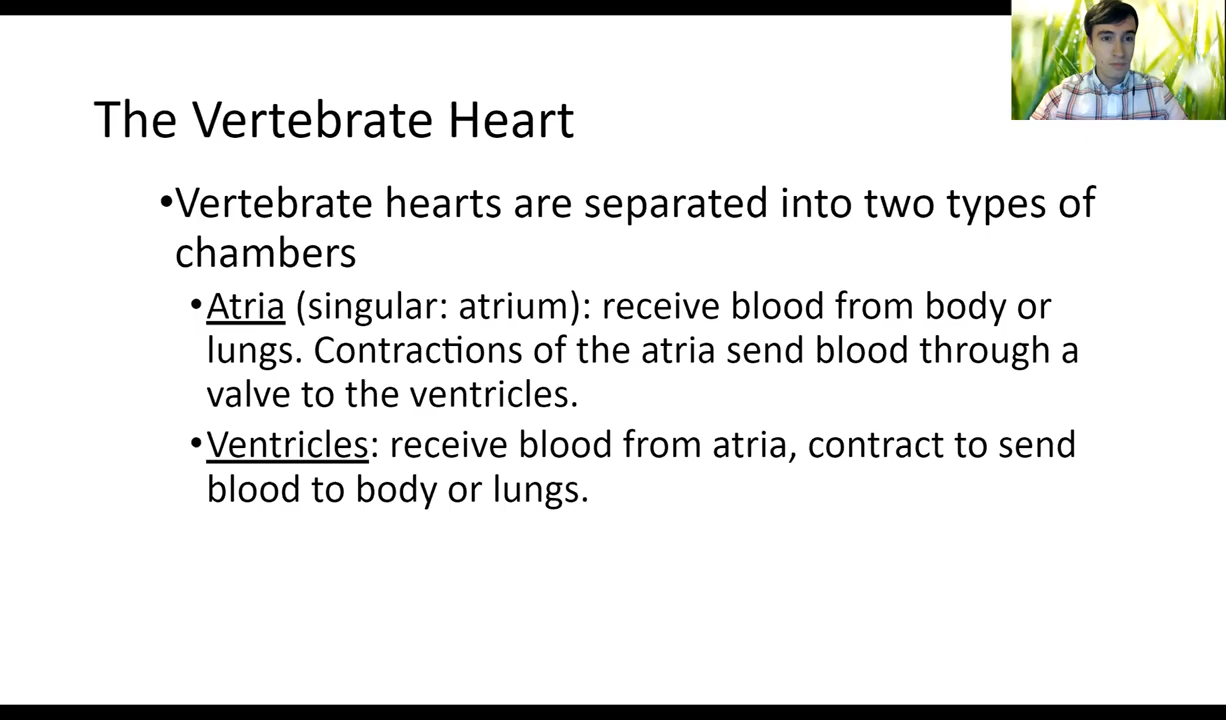 The Vertebrate Heart
•Vertebrate hearts are separated into two types of
chambers
•Atria (singular: atrium): receive blood from body or
lungs. Contractions of the atria send blood through a
valve to the ventricles.
•Ventricles: receive blood from atria, contract to send
blood to body or lungs.